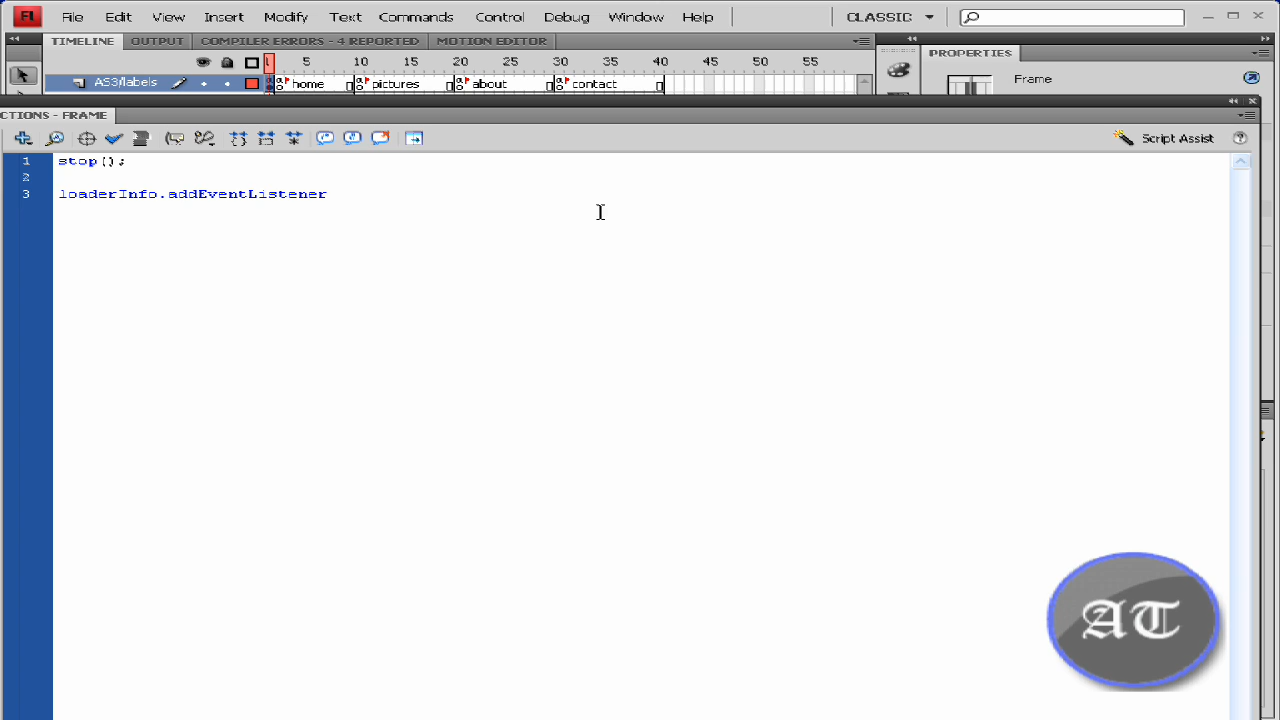 Fl File Edit View Insert Modify Text Commands Control Debug Window Help CLASSIC
TIMELINE OUTPUT COMPILER ERRORS - 4 REPORTED MOTION EDITOR PROPERTIES
1 5 10 15 20 25 30 35 40 45 50 55 Frame
AS3/labels home pictures about contact
CTIONS - FRAME
Script Assist
1 stop();
2
3 loaderInfo.addEventListener
AT